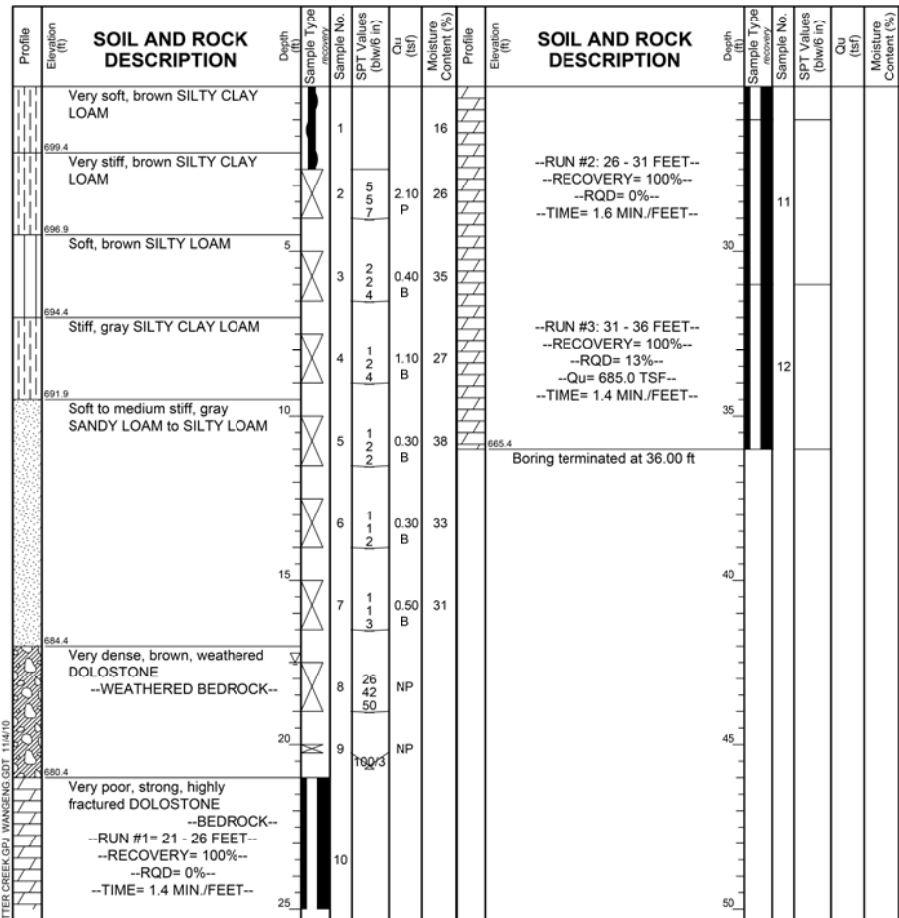 Profile
Elevation (ft)
SOIL AND ROCK
DESCRIPTION
Depth (ft)
Sample Type
recovery
Sample No.
SPT Values (blw/6 in)
Qu (tsf)
Moisture Content (%)
Very soft, brown SILTY CLAY
LOAM
1
16
699.4
Very stiff, brown SILTY CLAY
LOAM
2
5
5
7
2.10
P
26
696.9
Soft, brown SILTY LOAM
5
3
2
2
4
0.40
B
35
694.4
Stiff, gray SILTY CLAY LOAM
4
1
2
4
1.10
B
27
691.9
Soft to medium stiff, gray
SANDY LOAM to SILTY LOAM
10
5
1
2
2
0.30
B
38
6
1
1
2
0.30
B
33
15
7
1
1
3
0.50
B
31
684.4
Very dense, brown, weathered
DOLOSTONE
--WEATHERED BEDROCK--
8
26
42
50
NP
20
9
100/3
NP
680.4
Very poor, strong, highly
fractured DOLOSTONE
--BEDROCK--
--RUN #1= 21 - 26 FEET--
--RECOVERY= 100%--
--RQD= 0%--
--TIME= 1.4 MIN./FEET--
10
25
Profile
Elevation (ft)
SOIL AND ROCK
DESCRIPTION
Depth (ft)
Sample Type
recovery
Sample No.
SPT Values (blw/6 in)
Qu (tsf)
Moisture Content (%)
--RUN #2: 26 - 31 FEET--
--RECOVERY= 100%--
--RQD= 0%--
--TIME= 1.6 MIN./FEET--
11
30
--RUN #3: 31 - 36 FEET--
--RECOVERY= 100%--
--RQD= 13%--
--Qu= 685.0 TSF--
--TIME= 1.4 MIN./FEET--
12
35
665.4
Boring terminated at 36.00 ft
40
45
50
TTER CREEK.GPJ WANGENG.GDT 11/4/10